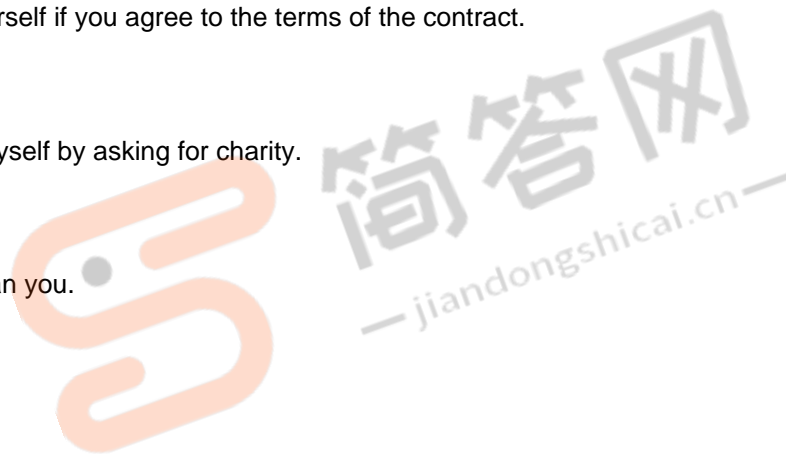 rself if you agree to the terms of the contract.
yself by asking for charity.
an you.
简答网
jiandongshicai.cn